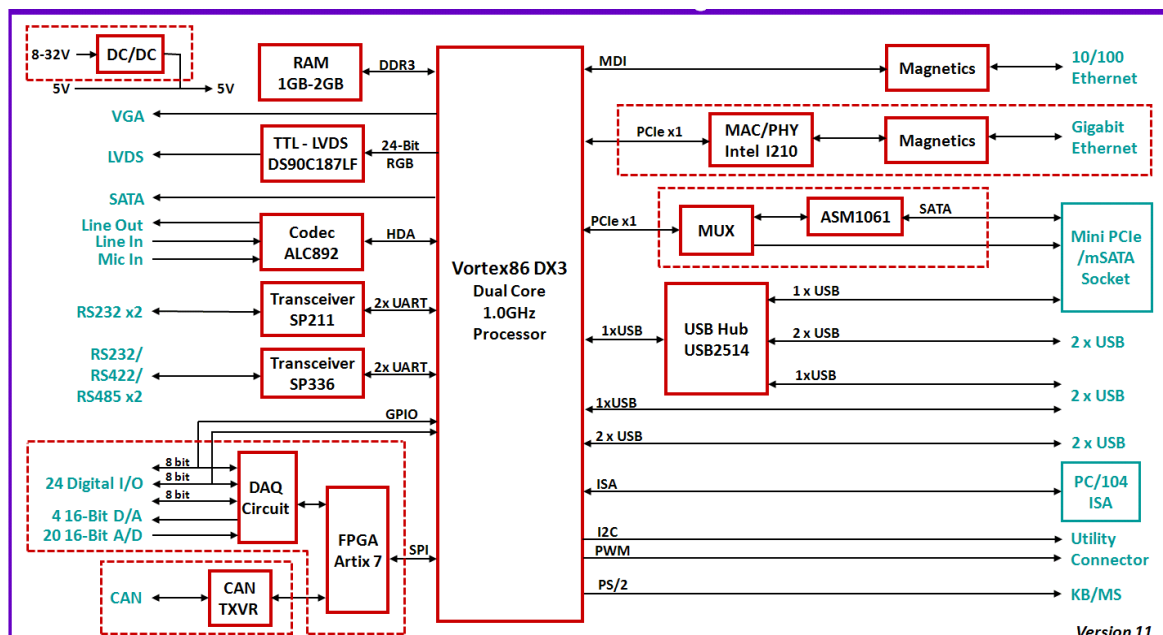 8-32V
DC/DC
5V
5V
RAM
1GB-2GB
DDR3
VGA
TTL - LVDS
DS90C187LF
24-Bit
RGB
LVDS
SATA
Line Out
Line In
Mic In
Codec
ALC892
HDA
RS232 x2
Transceiver
SP211
2x UART
RS232/
RS422/
RS485 x2
Transceiver
SP336
2x UART
GPIO
8 bit
8 bit
8 bit
24 Digital I/O
4 16-Bit D/A
20 16-Bit A/D
DAQ
Circuit
FPGA
Artix 7
SPI
CAN
CAN
TXVR
Vortex86 DX3
Dual Core
1.0GHz
Processor
MDI
Magnetics
10/100
Ethernet
PCIe x1
MAC/PHY
Intel I210
Magnetics
Gigabit
Ethernet
PCIe x1
MUX
ASM1061
SATA
Mini PCIe
/mSATA
Socket
1xUSB
USB Hub
USB2514
1 x USB
2 x USB
2 x USB
1xUSB
1xUSB
2 x USB
2 x USB
2 x USB
ISA
PC/104
ISA
I2C
PWM
Utility
Connector
PS/2
KB/MS
Version 11